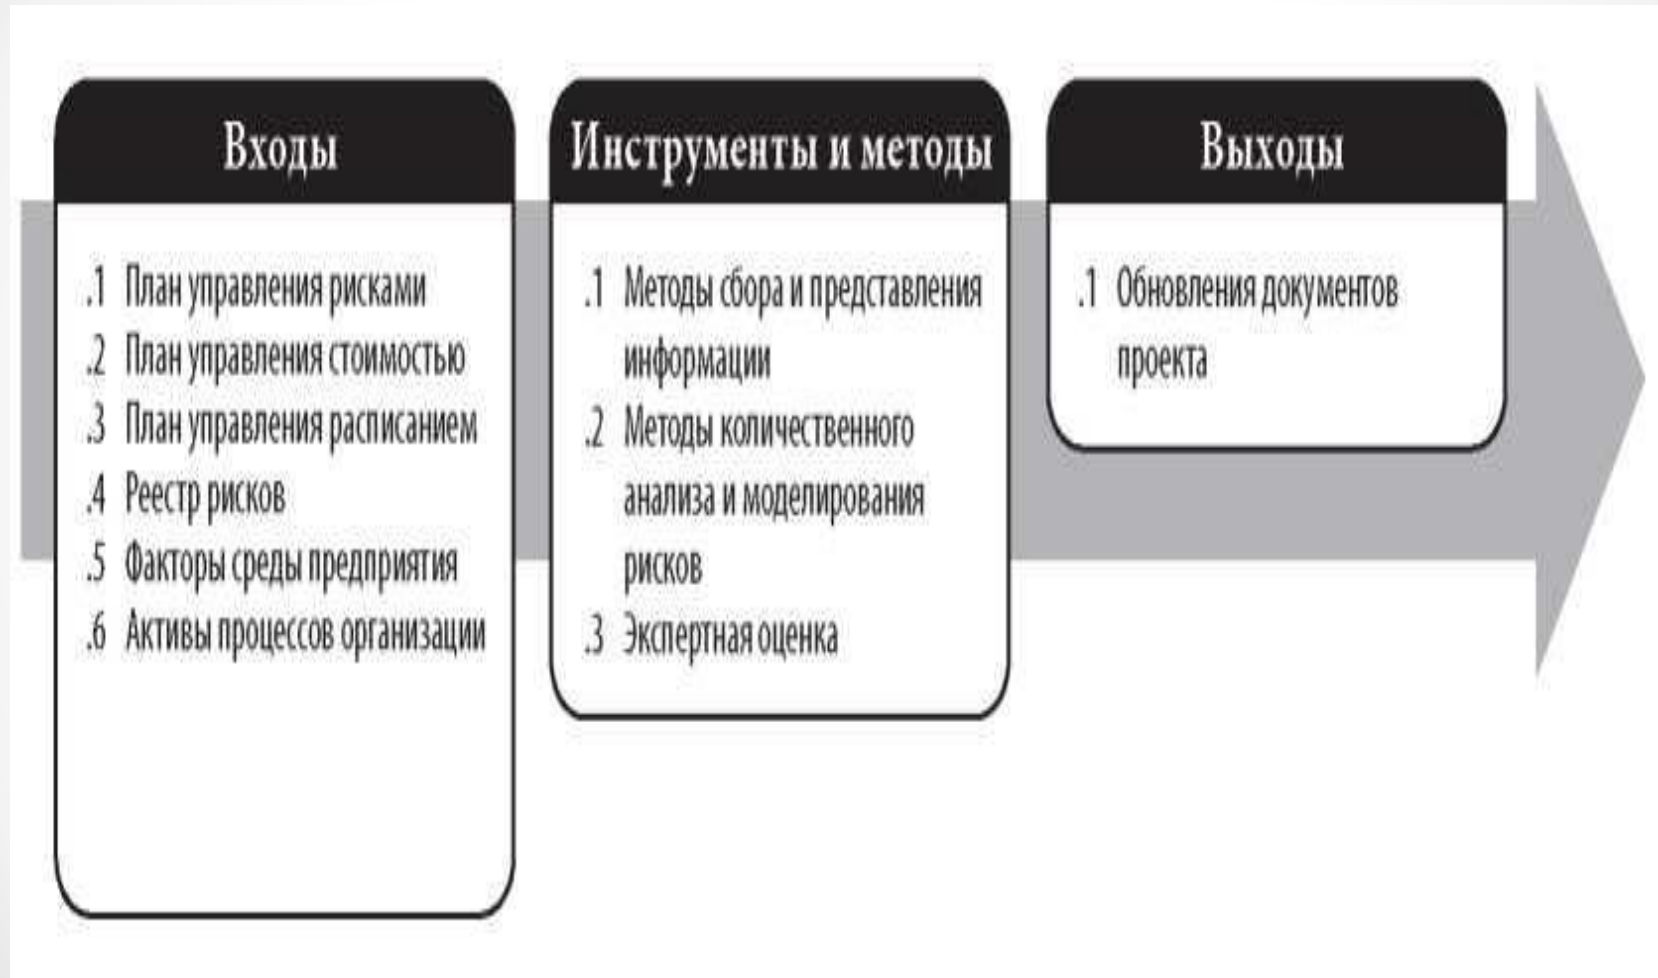 Входы
.1 План управления рисками
.2 План управления стоимостью
.3 План управления расписанием
.4 Реестр рисков
.5 Факторы среды предприятия
.6 Активы процессов организации
Инструменты и методы
.1 Методы сбора и представления
информации
.2 Методы количественного
анализа и моделирования
рисков
.3 Экспертная оценка
Выходы
.1 Обновления документов
проекта